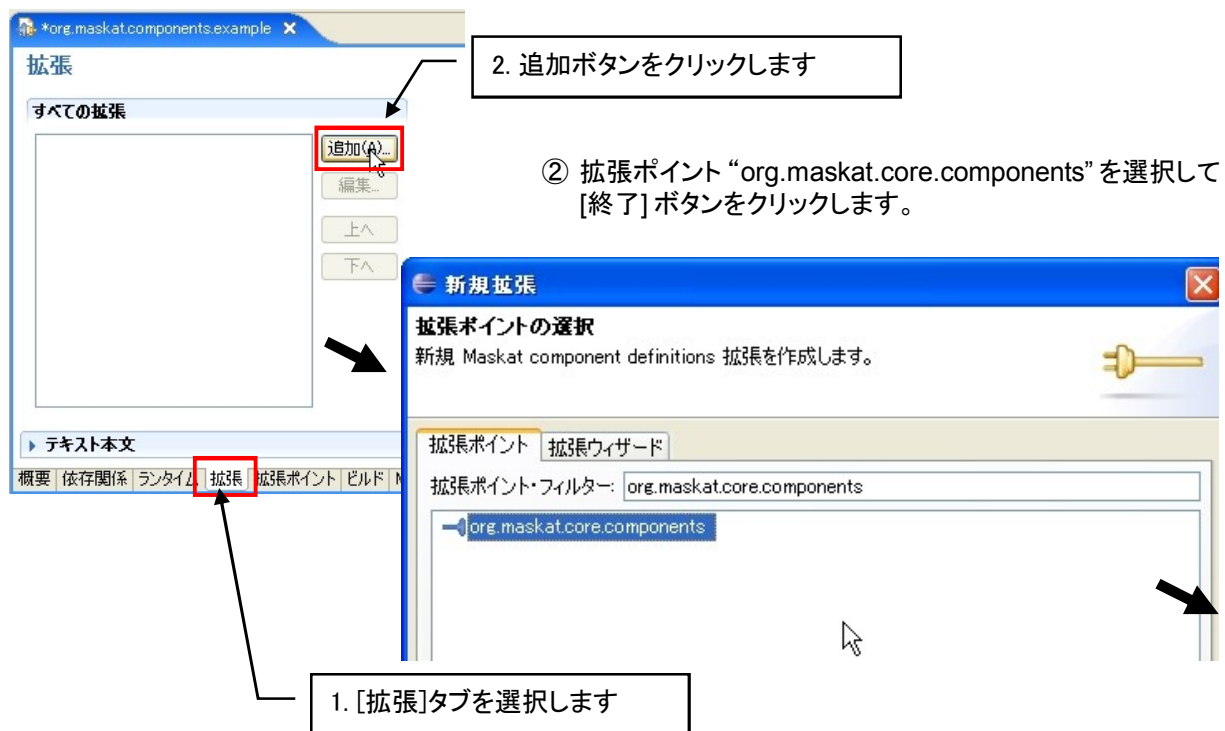 *org.maskat.components.example
拡張
すべての拡張
追加(A)...
編集...
上へ
下へ
テキスト本文
概要 依存関係 ランタイム 拡張 拡張ポイント ビルド
2. 追加ボタンをクリックします
② 拡張ポイント “org.maskat.core.components” を選択して
[終了] ボタンをクリックします。
新規拡張
拡張ポイントの選択
新規 Maskat component definitions 拡張を作成します。
拡張ポイント 拡張ウィザード
拡張ポイント・フィルター: org.maskat.core.components
org.maskat.core.components
1. [拡張]タブを選択します